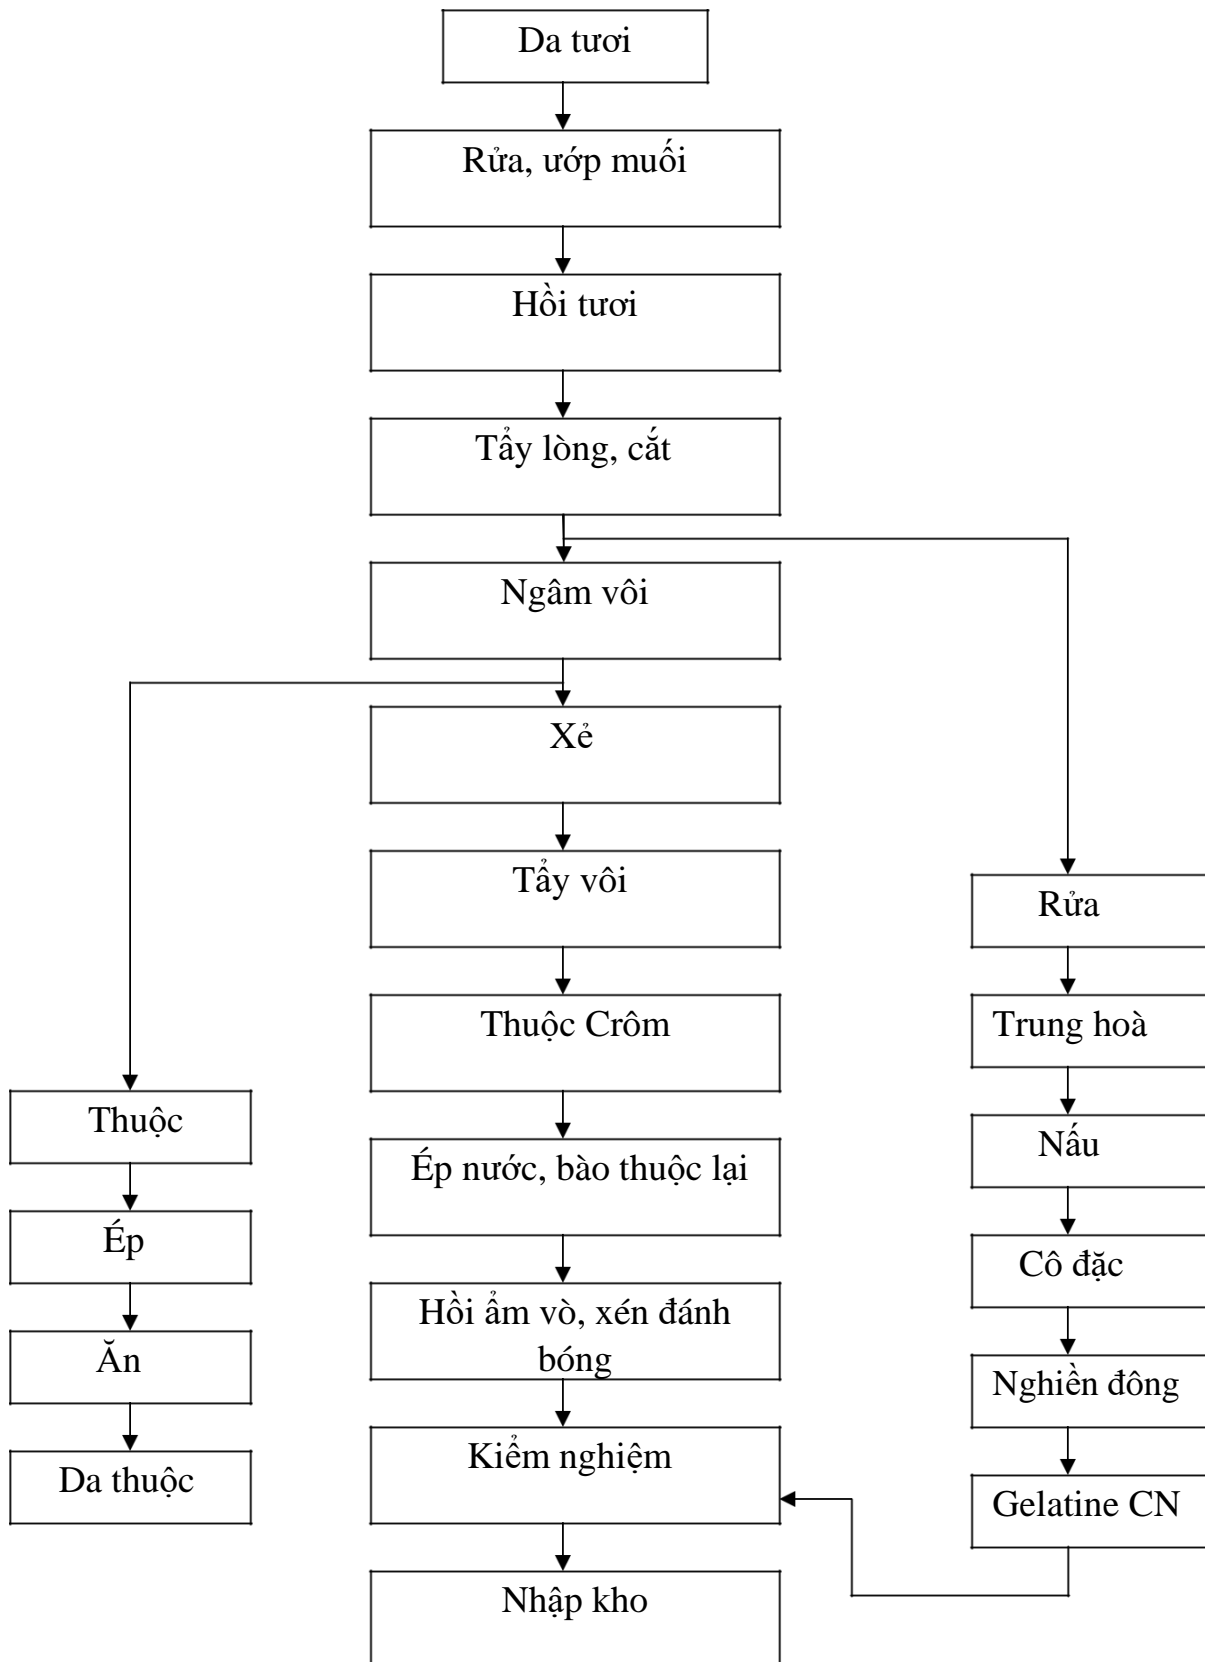 Da tươi
Rửa, ướp muối
Hồi tươi
Tẩy lòng, cắt
Ngâm vôi
Xẻ
Tẩy vôi
Thuộc Crôm
Ép nước, bào thuộc lại
Hồi ẩm vò, xén đánh
bóng
Kiểm nghiệm
Nhập kho
Thuộc
Ép
Ăn
Da thuộc
Rửa
Trung hoà
Nấu
Cô đặc
Nghiền đông
Gelatine CN